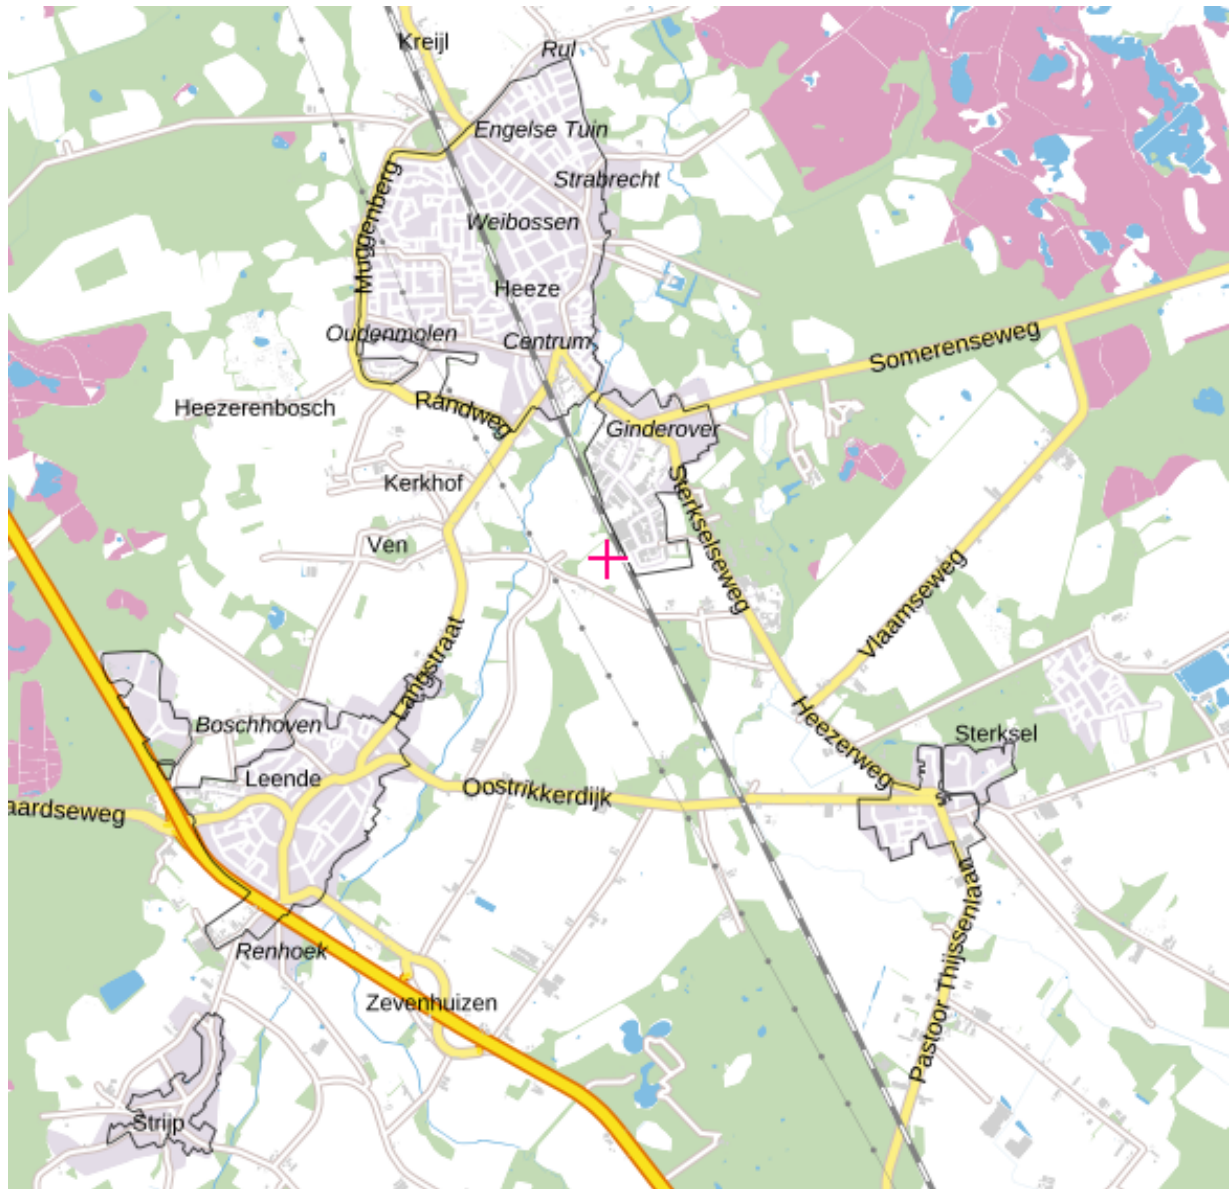 Kreijl
Rul
Engelse Tuin
Strabrecht
Muggenberg
Weibossen
Heeze
Oudenmolen
Centrum
Somerenseweg
Heezerenbosch
Randweg
Ginderover
Kerkhof
Sterkselseweg
Ven
Vlaamseweg
Langstraat
Boschhoven
Heezerweg
Sterksel
Leende
Oostrikkerdijk
aardseweg
Pastoor Thijssenlaan
Renhoek
Zevenhuizen
Strijp